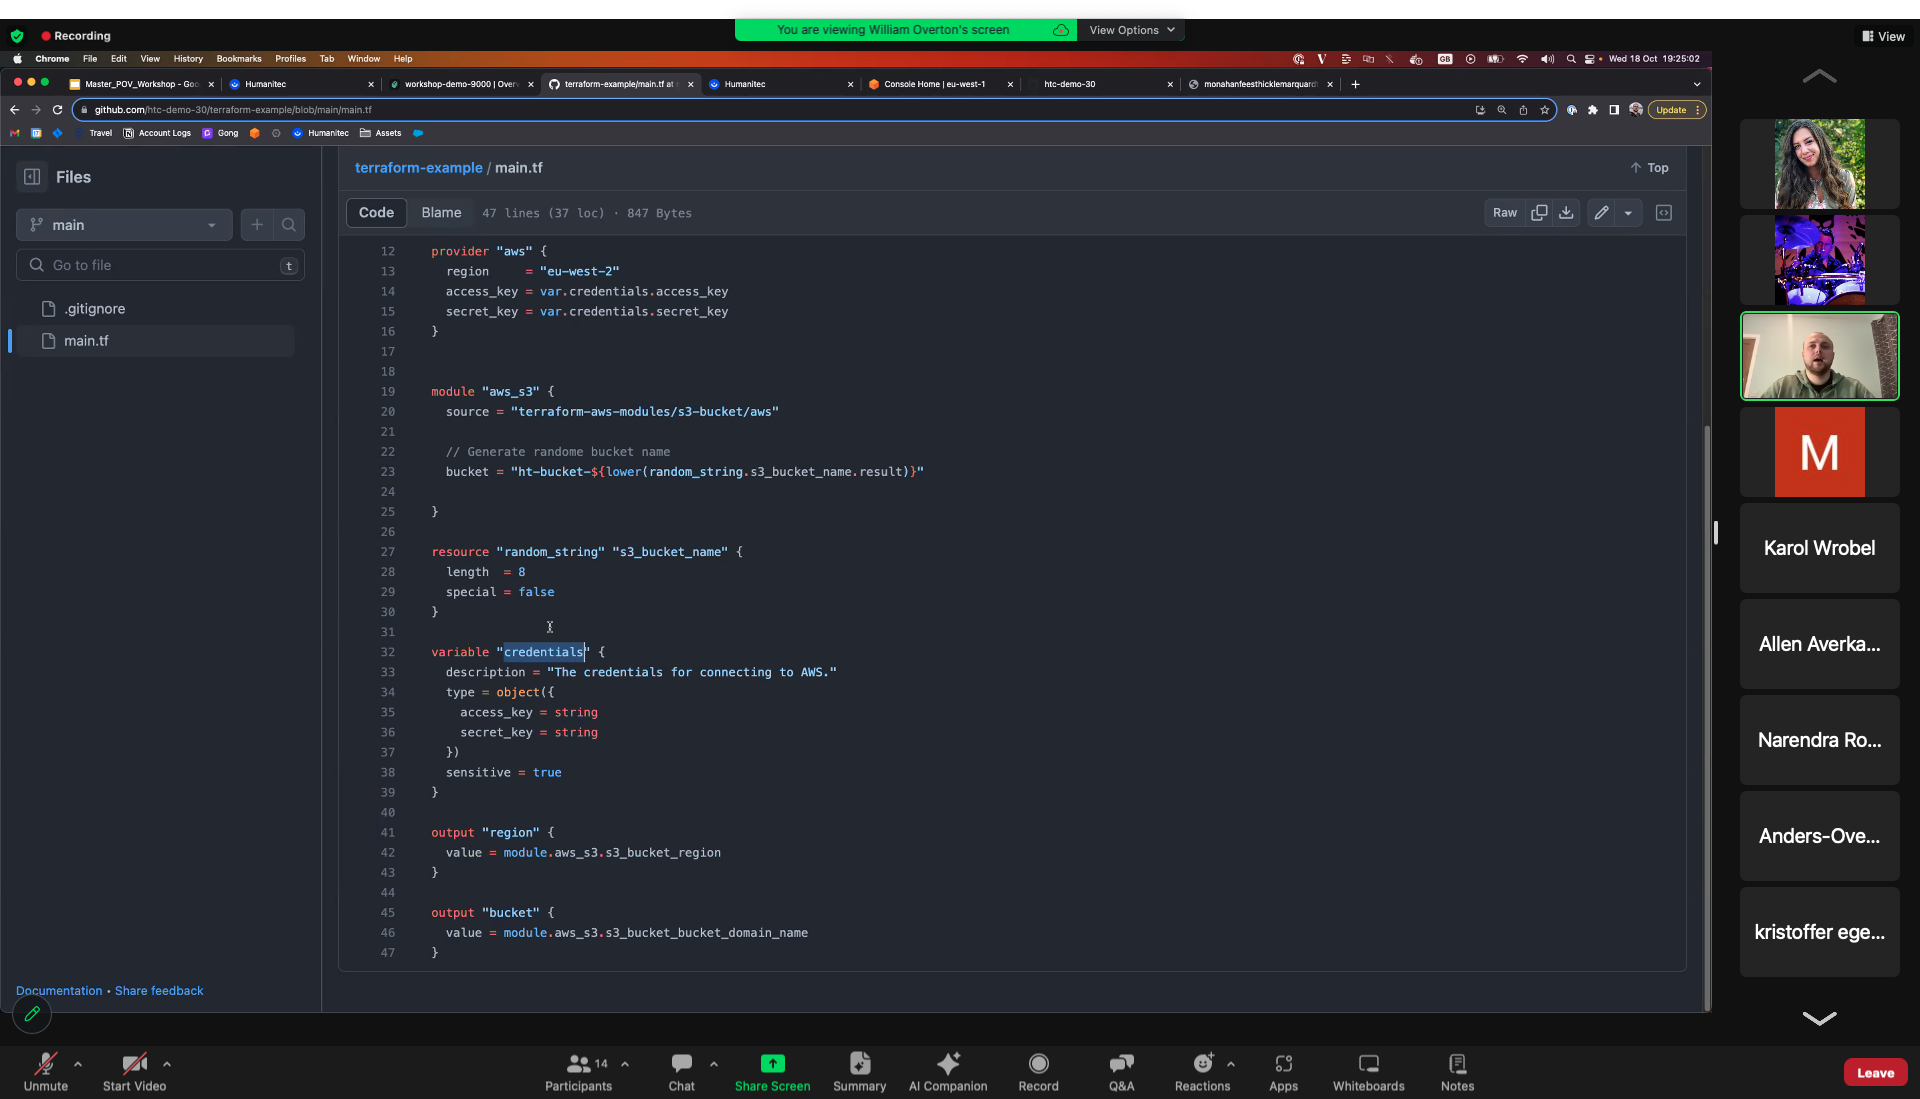 You are viewing William Overton's screen
View Options
Recording
View
Chrome File Edit View History Bookmarks Profiles Tab Window Help
GB
Wed 18 Oct 19:25:02
Master_POV_Workshop - Goo
Humanitec
workshop-demo-9000 | Over
terraform-example/main.tf at
Humanitec
Console Home | eu-west-1
htc-demo-30
monahanfeesthicklemarquardt
github.com/htc-demo-30/terraform-example/blob/main/main.tf
Update
Travel Account Logs Gong Humanitec Assets
Files
main
Go to file
t
.gitignore
main.tf
Documentation • Share feedback
terraform-example / main.tf
Top
Code Blame 47 lines (37 loc) · 847 Bytes
Raw
12 provider "aws" {
13 region = "eu-west-2"
14 access_key = var.credentials.access_key
15 secret_key = var.credentials.secret_key
16 }
17
18
19 module "aws_s3" {
20 source = "terraform-aws-modules/s3-bucket/aws"
21
22 // Generate randome bucket name
23 bucket = "ht-bucket-${lower(random_string.s3_bucket_name.result)}"
24
25 }
26
27 resource "random_string" "s3_bucket_name" {
28 length = 8
29 special = false
30 }
31
32 variable "credentials" {
33 description = "The credentials for connecting to AWS."
34 type = object({
35 access_key = string
36 secret_key = string
37 })
38 sensitive = true
39 }
40
41 output "region" {
42 value = module.aws_s3.s3_bucket_region
43 }
44
45 output "bucket" {
46 value = module.aws_s3.s3_bucket_bucket_domain_name
47 }
M
Karol Wrobel
Allen Averka...
Narendra Ro...
Anders-Ove...
kristoffer ege...
Unmute
Start Video
14
Participants
Chat
Share Screen
Summary
AI Companion
Record
Q&A
Reactions
Apps
Whiteboards
Notes
Leave